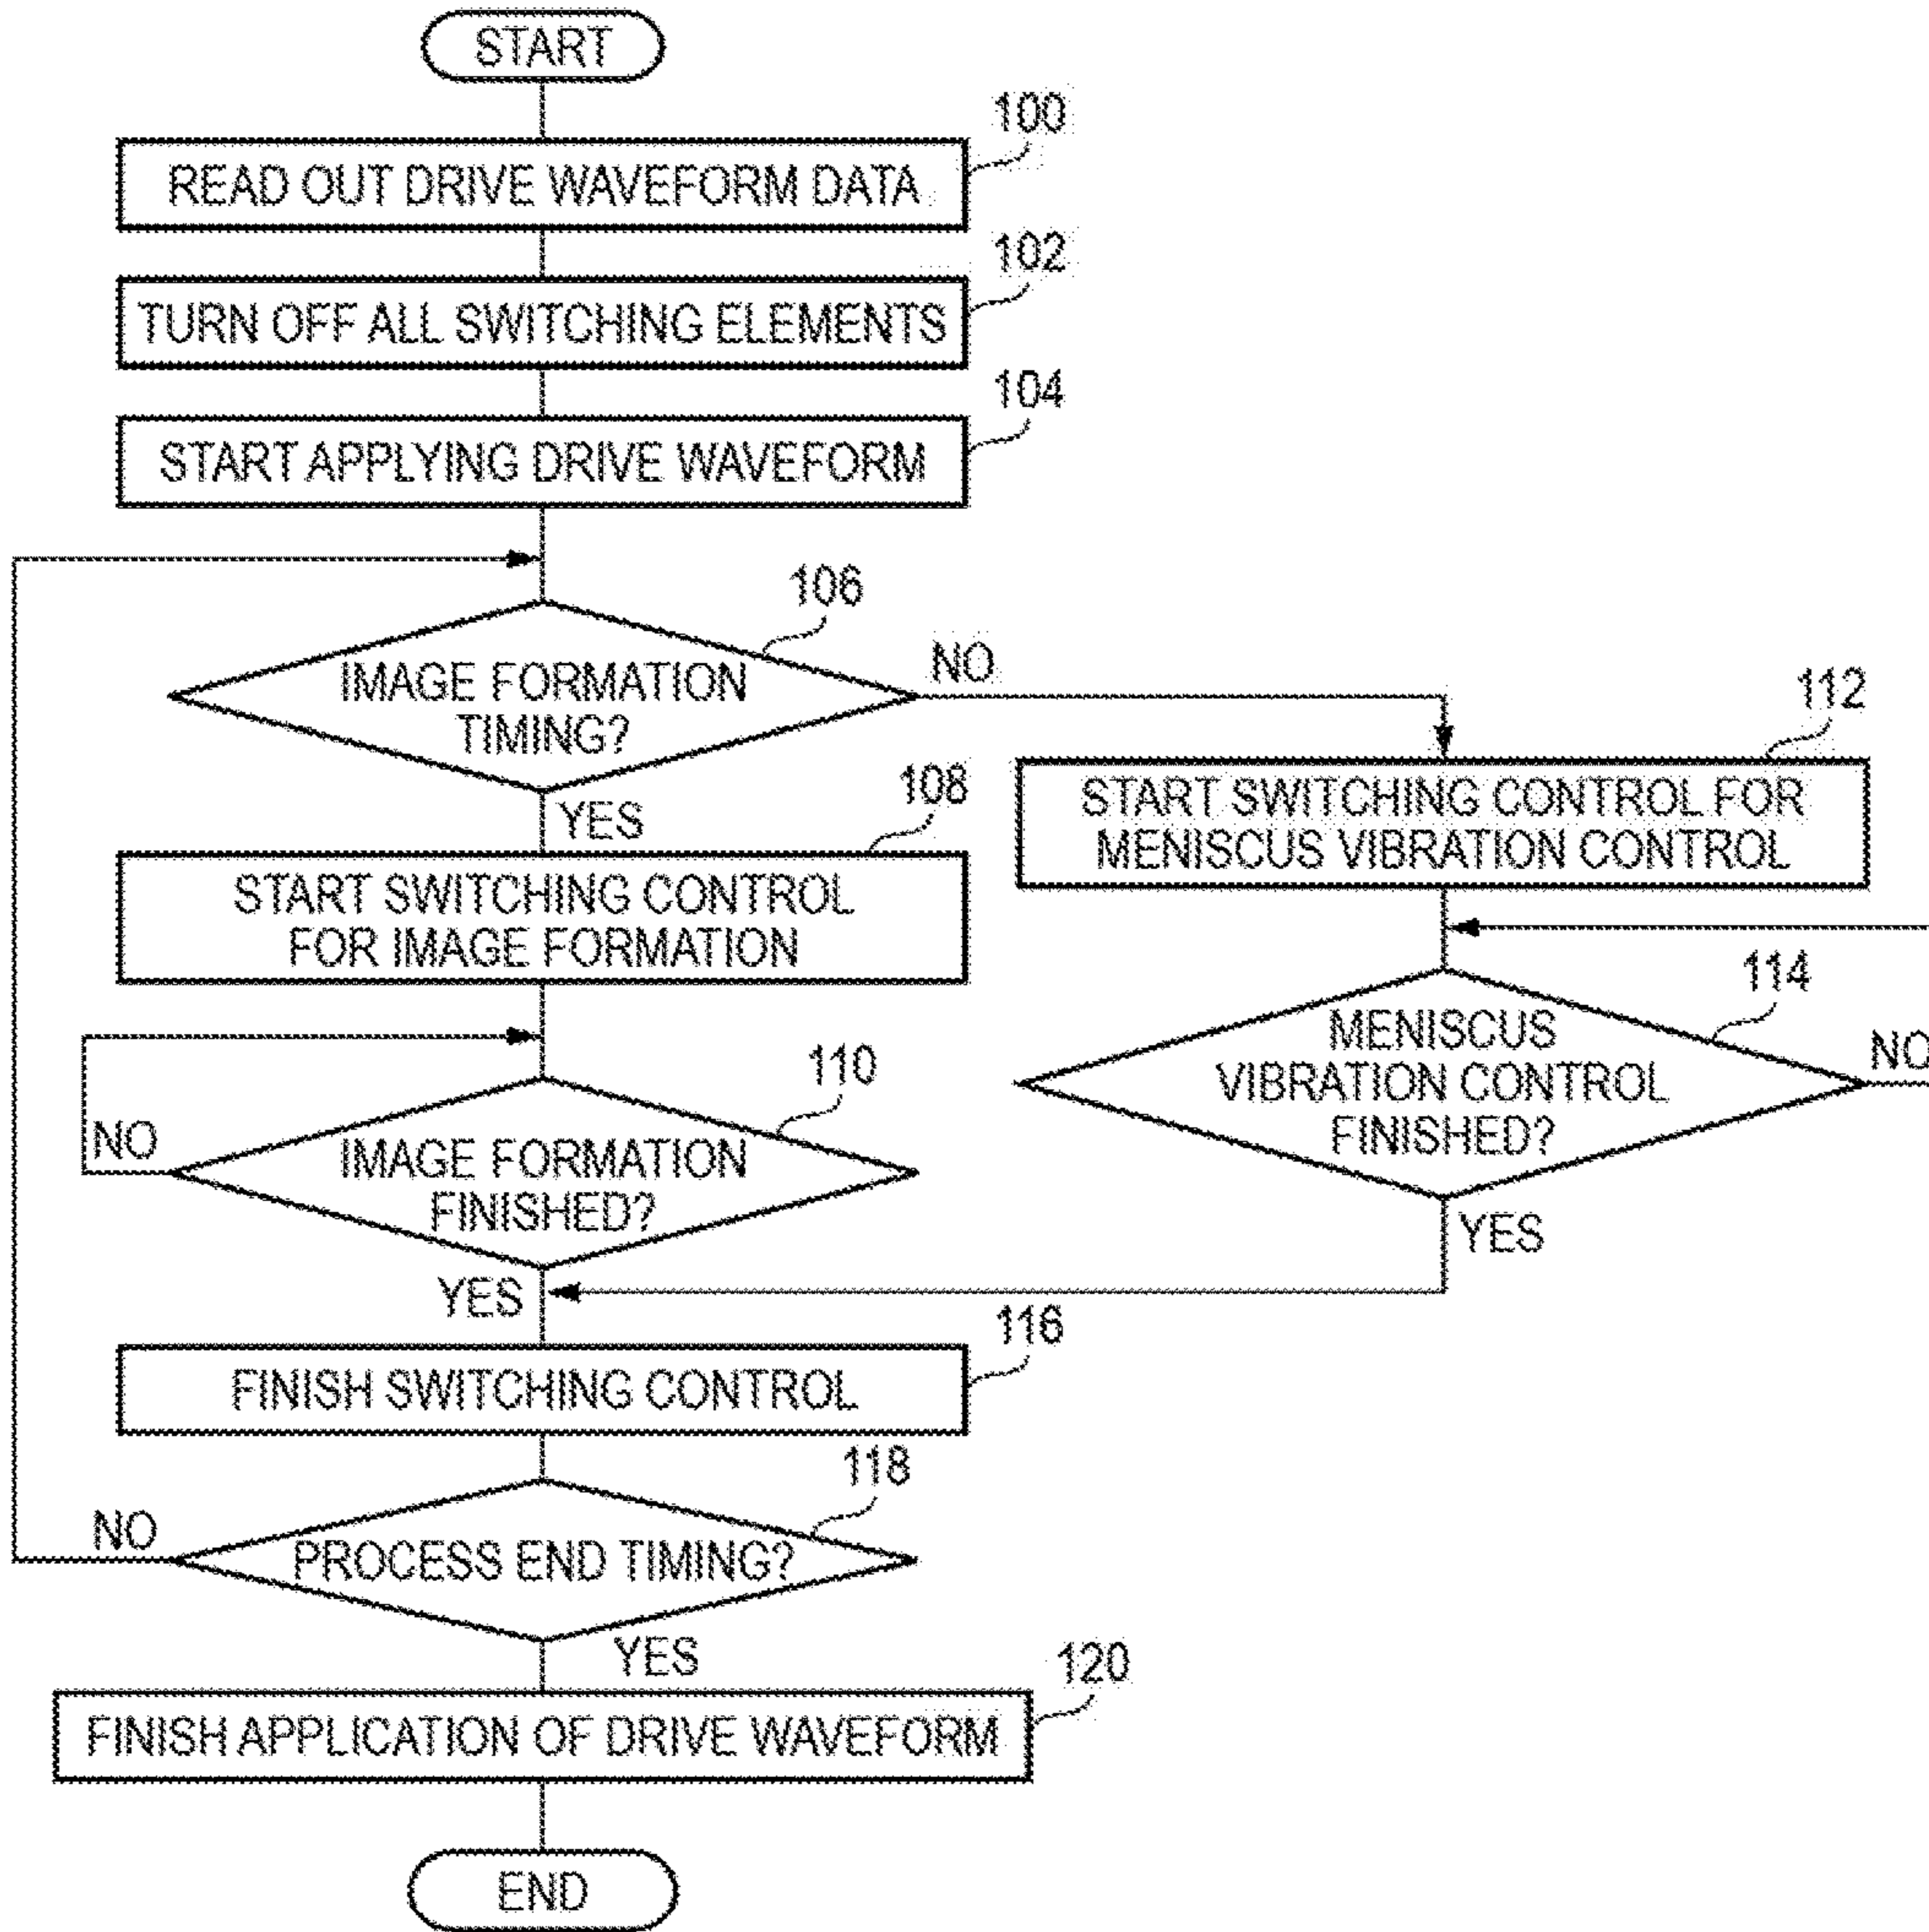 START
100
READ OUT DRIVE WAVEFORM DATA
102
TURN OFF ALL SWITCHING ELEMENTS
104
START APPLYING DRIVE WAVEFORM
106
IMAGE FORMATION
TIMING?
NO
YES
112
START SWITCHING CONTROL FOR
MENISCUS VIBRATION CONTROL
108
START SWITCHING CONTROL
FOR IMAGE FORMATION
114
MENISCUS
VIBRATION CONTROL
FINISHED?
NO
YES
110
IMAGE FORMATION
FINISHED?
NO
YES
116
FINISH SWITCHING CONTROL
118
PROCESS END TIMING?
NO
YES
120
FINISH APPLICATION OF DRIVE WAVEFORM
END